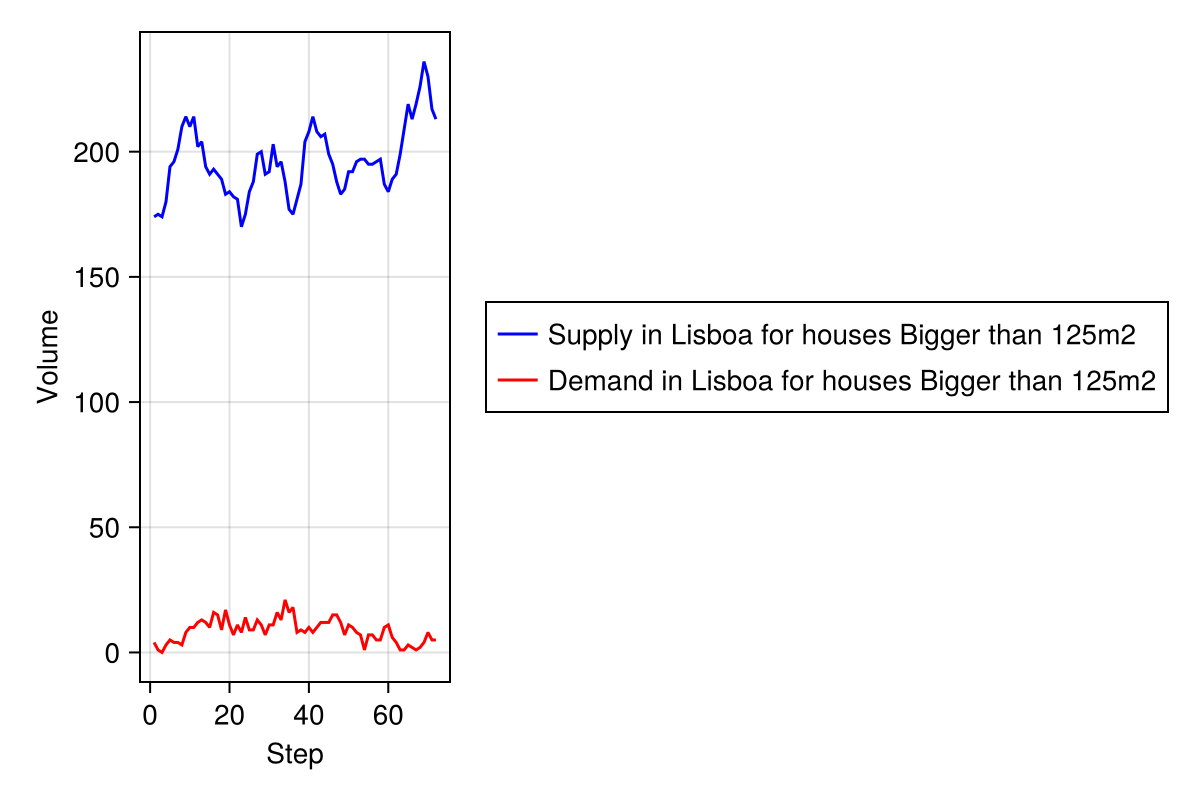 200
150
100
50
0
Volume
0 20 40 60
Step
Supply in Lisboa for houses Bigger than 125m2
Demand in Lisboa for houses Bigger than 125m2